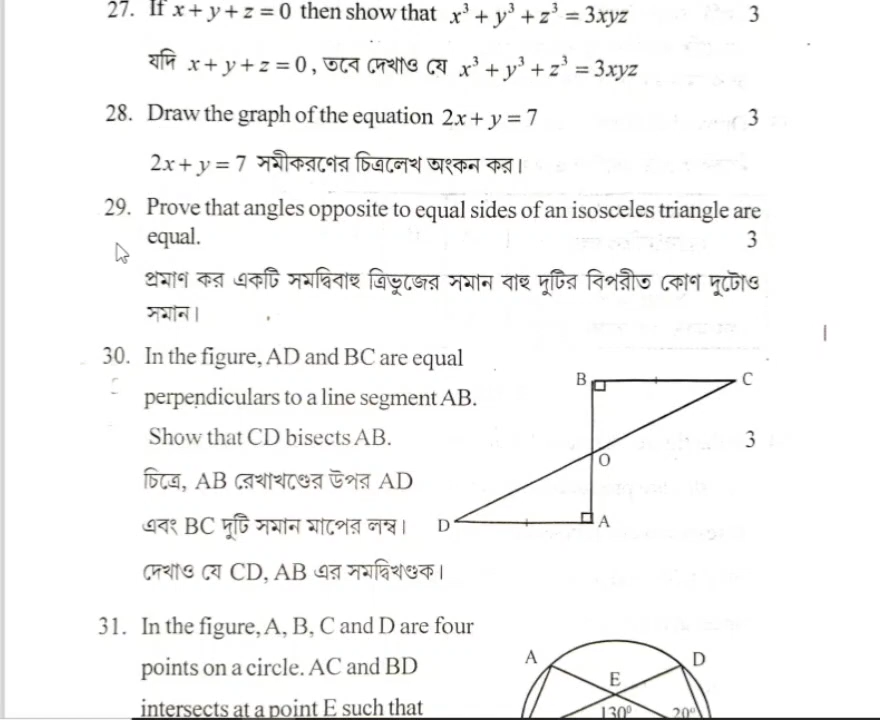 27. If x + y + z = 0 then show that x³ + y³ + z³ = 3xyz 3
যদি x + y + z = 0, তবে দেখাও যে x³ + y³ + z³ = 3xyz
28. Draw the graph of the equation 2x + y = 7 3
2x + y = 7 সমীকরণের চিত্রলেখ অংকন কর।
29. Prove that angles opposite to equal sides of an isosceles triangle are
equal. 3
প্রমাণ কর একটি সমদ্বিবাহু ত্রিভুজের সমান বাহু দুটির বিপরীত কোণ দুটোও
সমান।
30. In the figure, AD and BC are equal
perpendiculars to a line segment AB.
Show that CD bisects AB. 3
চিত্রে, AB রেখাখণ্ডের উপর AD
এবং BC দুটি সমান মাপের লম্ব।
দেখাও যে CD, AB এর সমদ্বিখণ্ডক।
B C
O
D A
31. In the figure, A, B, C and D are four
points on a circle. AC and BD
intersects at a point E such that
A D
E
130° 20°